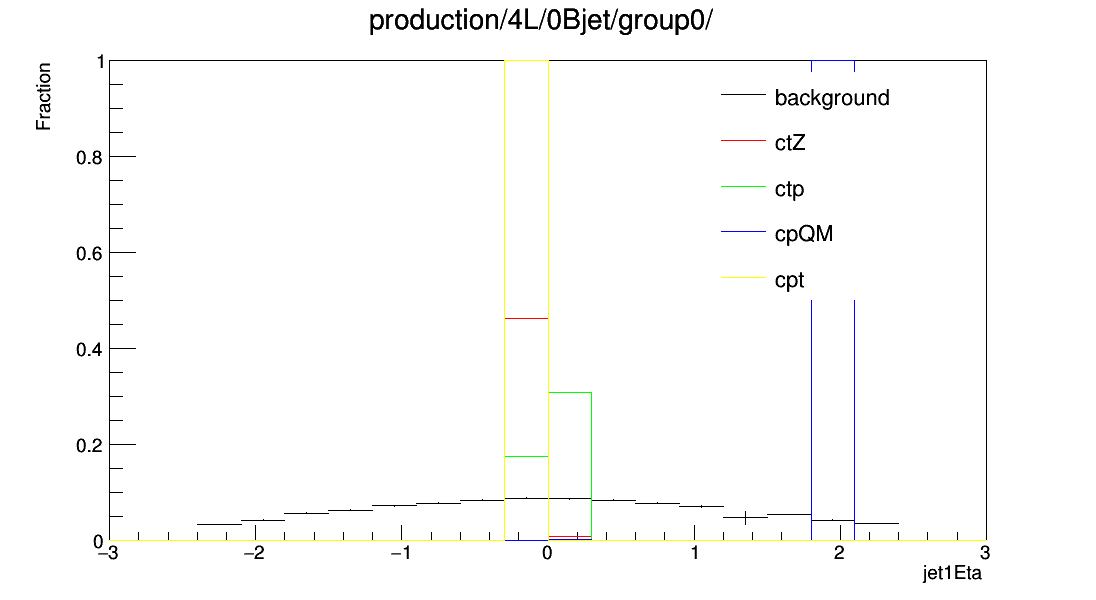 production/4L/0Bjet/group0/
Fraction
1
0.8
0.6
0.4
0.2
0
background
ctZ
ctp
cpQM
cpt
−3
−2
−1
0
1
2
3
jet1Eta